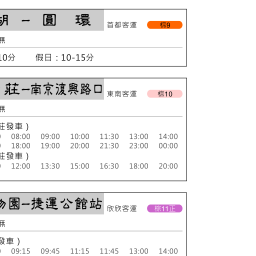 湖 － 圓 環 首都客運 棕9
無
10分 假日：10-15分
莊－南京復興路口 東南客運 棕10
無
莊發車）
08:00 09:00 10:00 11:30 13:00 14:00
18:00 19:00 20:00 21:30 23:00 00:00
莊發車）
12:00 13:30 15:00 16:30 18:00 20:00
物園－捷運公館站 欣欣客運 棕11正
無
發車）
09:15 09:45 11:15 11:45 13:00 14:00